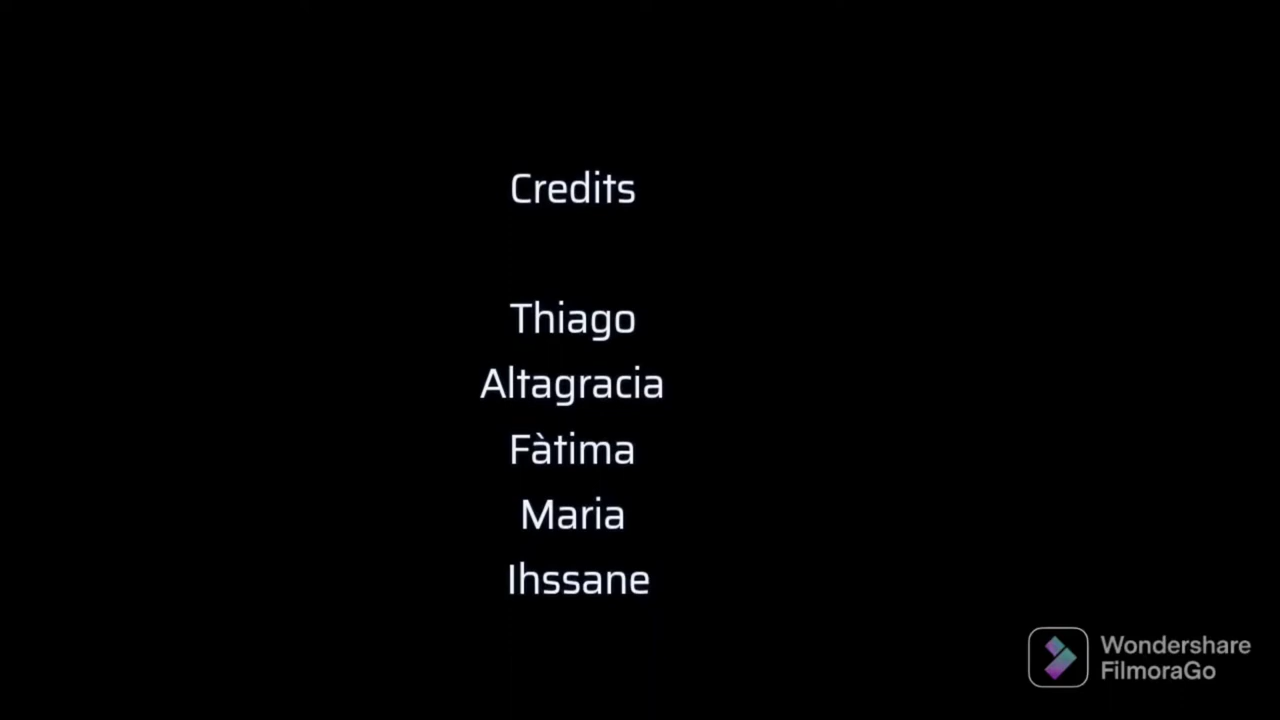 Credits
Thiago
Altagracia
Fàtima
Maria
Ihssane
Wondershare
FilmoraGo